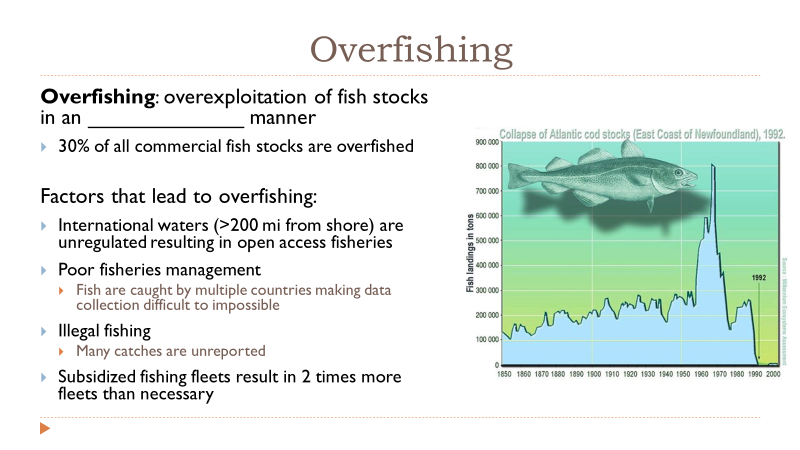 Overfishing
Overfishing: overexploitation of fish stocks
in an ______________ manner
30% of all commercial fish stocks are overfished
Factors that lead to overfishing:
International waters (>200 mi from shore) are
unregulated resulting in open access fisheries
Poor fisheries management
Fish are caught by multiple countries making data
collection difficult to impossible
Illegal fishing
Many catches are unreported
Subsidized fishing fleets result in 2 times more
fleets than necessary
Collapse of Atlantic cod stocks (East Coast of Newfoundland), 1992.
Fish landings in tons
900 000
800 000
700 000
600 000
500 000
400 000
300 000
200 000
100 000
0
1992
1850 1860 1870 1880 1890 1900 1910 1920 1930 1940 1950 1960 1970 1980 1990 2000
Source: Millennium Ecosystem Assessment